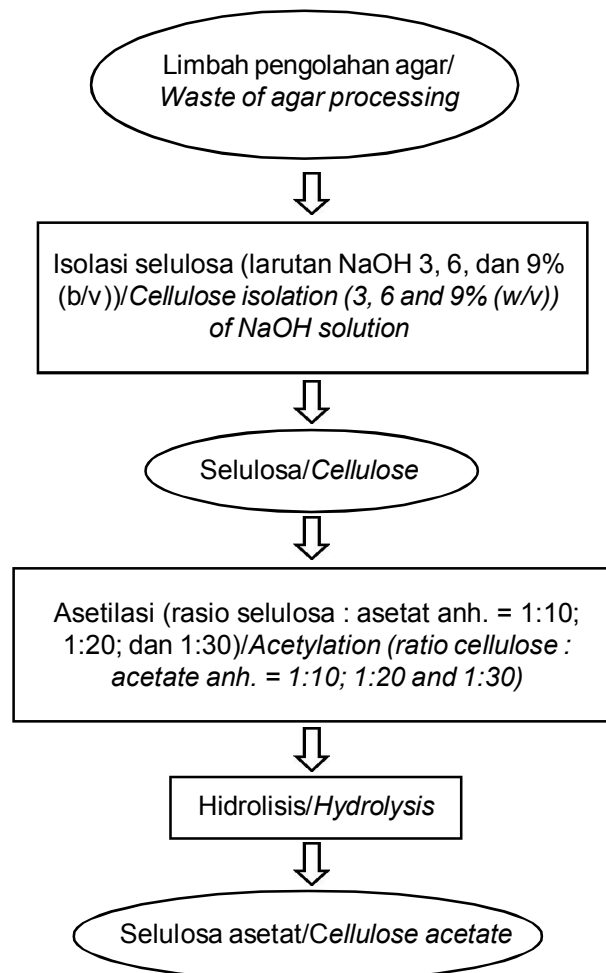 Limbah pengolahan agar/
Waste of agar processing
Isolasi selulosa (larutan NaOH 3, 6, dan 9%
(b/v))/Cellulose isolation (3, 6 and 9% (w/v))
of NaOH solution
Selulosa/Cellulose
Asetilasi (rasio selulosa : asetat anh. = 1:10;
1:20; dan 1:30)/Acetylation (ratio cellulose :
acetate anh. = 1:10; 1:20 and 1:30)
Hidrolisis/Hydrolysis
Selulosa asetat/Cellulose acetate